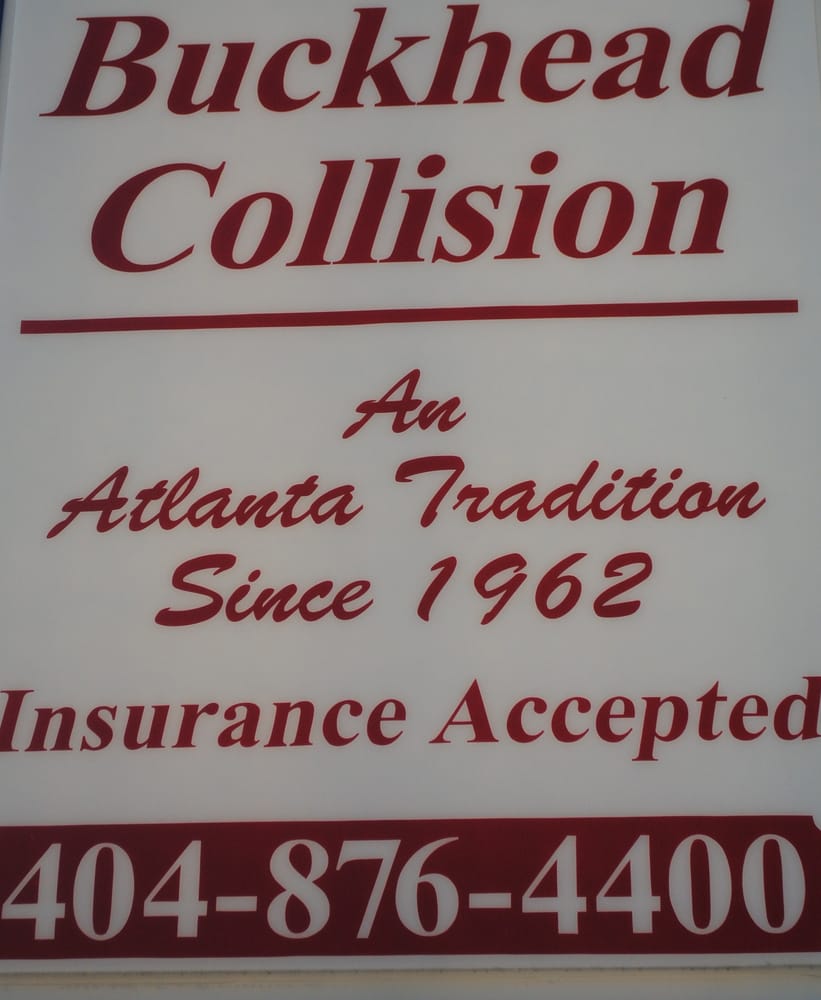 Buckhead
Collision
An
Atlanta Tradition
Since 1962
Insurance Accepted
404-876-4400